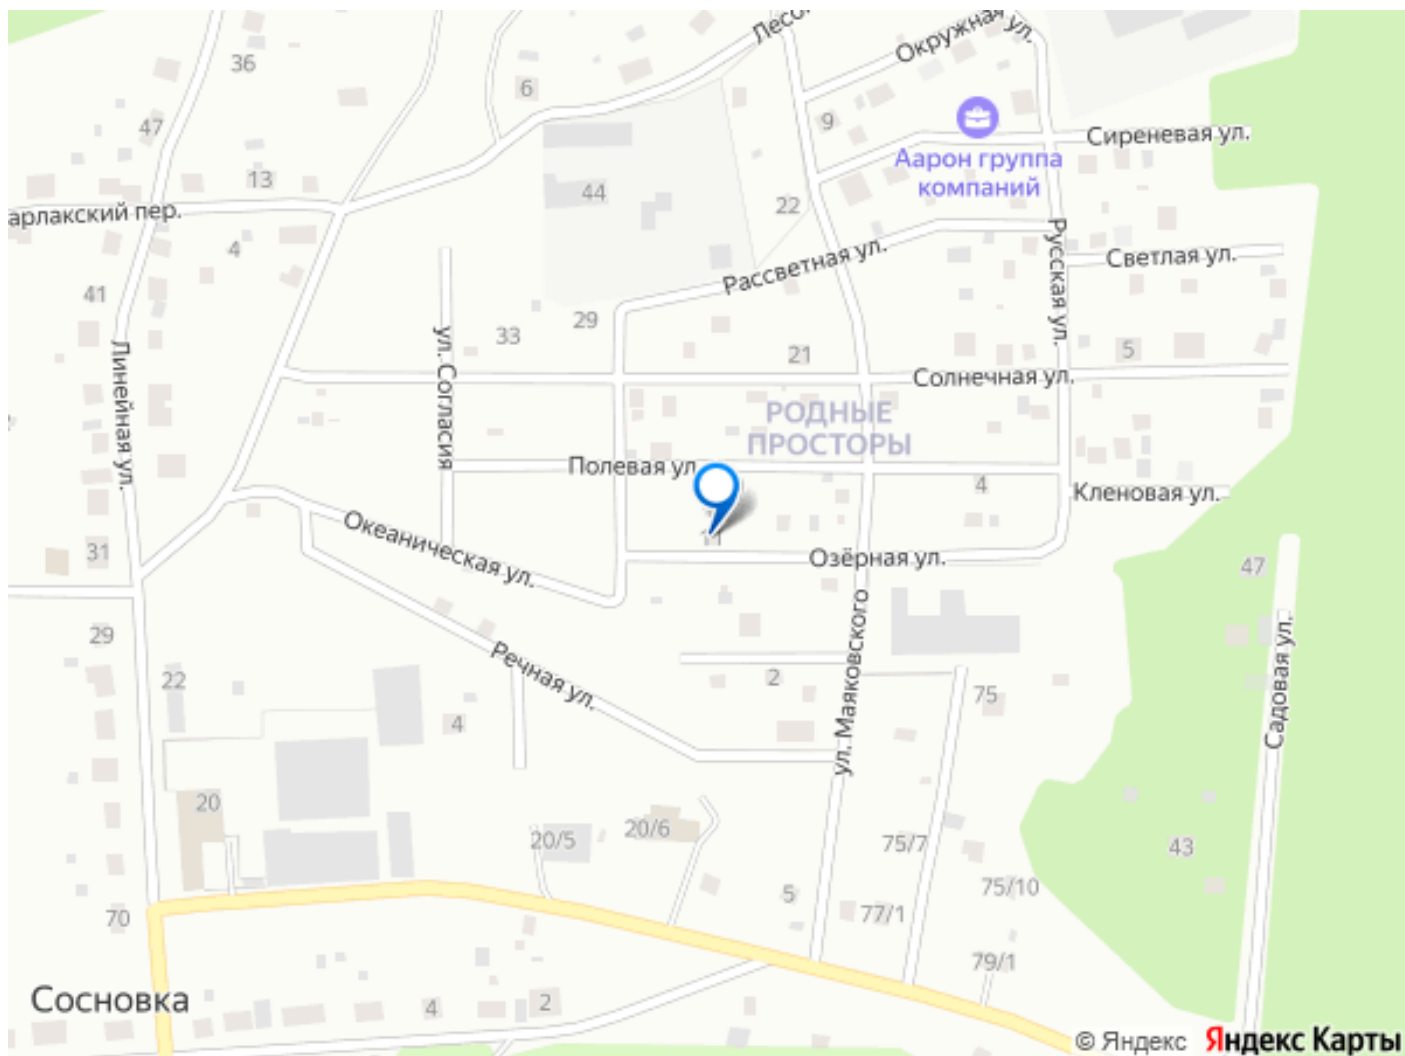 Лесо
Окружная ул.
36
6
47
9
Сиреневая ул.
Аарон группа
компаний
13
44
22
арлакский пер.
4
Рассветная ул.
Русская ул.
Светлая ул.
41
29
33
ул. Согласия
21
5
Линейная ул.
Солнечная ул.
РОДНЫЕ
ПРОСТОРЫ
Полевая ул.
4
Кленовая ул.
Океаническая ул.
11
31
Озёрная ул.
47
29
Речная ул.
ул. Маяковского
Садовая ул.
22
2
75
4
20
20/5
20/6
75/7
43
75/10
5
77/1
70
79/1
Сосновка
4
2
© Яндекс Яндекс Карты